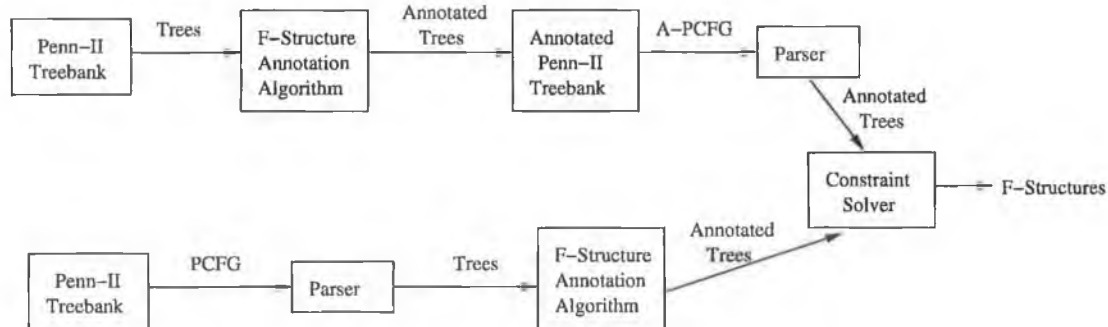 Penn-II
Treebank
Trees
F-Structure
Annotation
Algorithm
Annotated
Trees
Annotated
Penn-II
Treebank
A-PCFG
Parser
Annotated
Trees
Constraint
Solver
F-Structures
Penn-II
Treebank
PCFG
Parser
Trees
F-Structure
Annotation
Algorithm
Annotated
Trees